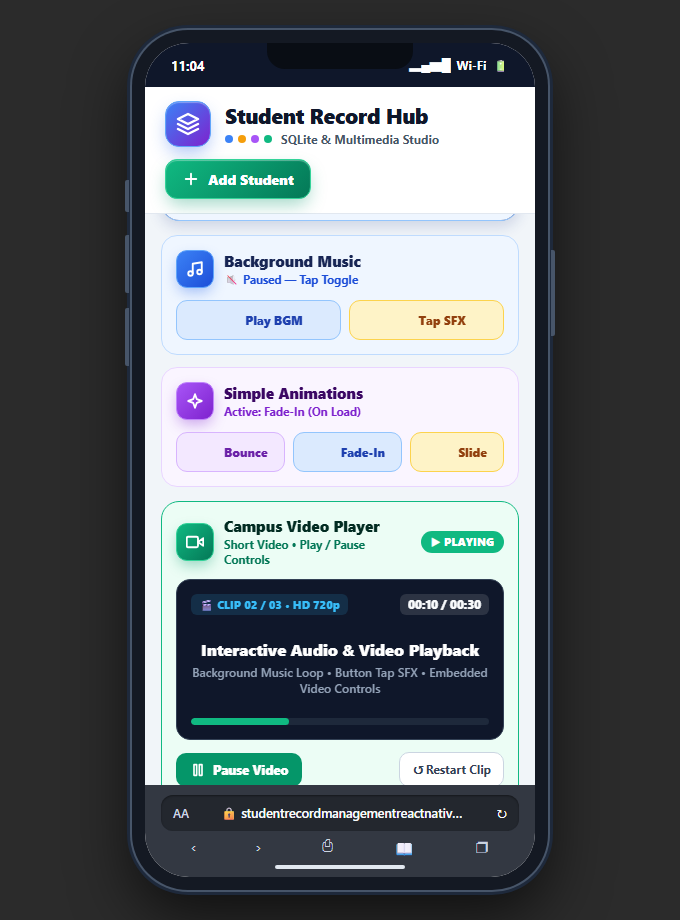 11:04
Wi-Fi
Student Record Hub
SQLite & Multimedia Studio
+ Add Student
Background Music
Paused — Tap Toggle
Play BGM
Tap SFX
Simple Animations
Active: Fade-In (On Load)
Bounce
Fade-In
Slide
Campus Video Player
Short Video • Play / Pause
Controls
▶ PLAYING
CLIP 02 / 03 • HD 720p
00:10 / 00:30
Interactive Audio & Video Playback
Background Music Loop • Button Tap SFX • Embedded
Video Controls
Pause Video
↺ Restart Clip
AA
studentrecordmanagementreactnativ...